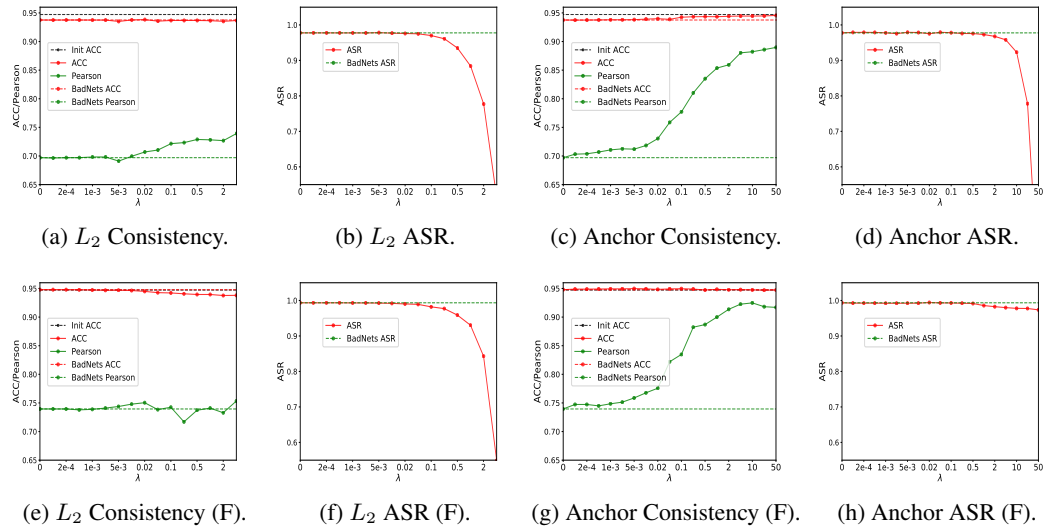 0.95
0.90
0.85
0.80
0.75
0.70
0.65
ACC/Pearson
Init ACC
ACC
Pearson
BadNets ACC
BadNets Pearson
0 2e-4 1e-3 5e-3 0.02 0.1 0.5 2
λ
(a) L₂ Consistency.
1.0
0.9
0.8
0.7
0.6
ASR
ASR
BadNets ASR
0 2e-4 1e-3 5e-3 0.02 0.1 0.5 2
λ
(b) L₂ ASR.
0.95
0.90
0.85
0.80
0.75
0.70
0.65
ACC/Pearson
Init ACC
ACC
Pearson
BadNets ACC
BadNets Pearson
0 2e-4 1e-3 5e-3 0.02 0.1 0.5 2 10 50
λ
(c) Anchor Consistency.
1.0
0.9
0.8
0.7
0.6
ASR
ASR
BadNets ASR
0 2e-4 1e-3 5e-3 0.02 0.1 0.5 2 10 50
λ
(d) Anchor ASR.
0.95
0.90
0.85
0.80
0.75
0.70
0.65
ACC/Pearson
Init ACC
ACC
Pearson
BadNets ACC
BadNets Pearson
0 2e-4 1e-3 5e-3 0.02 0.1 0.5 2
λ
(e) L₂ Consistency (F).
1.0
0.9
0.8
0.7
0.6
ASR
ASR
BadNets ASR
0 2e-4 1e-3 5e-3 0.02 0.1 0.5 2
λ
(f) L₂ ASR (F).
0.95
0.90
0.85
0.80
0.75
0.70
0.65
ACC/Pearson
Init ACC
ACC
Pearson
BadNets ACC
BadNets Pearson
0 2e-4 1e-3 5e-3 0.02 0.1 0.5 2 10 50
λ
(g) Anchor Consistency (F).
1.0
0.9
0.8
0.7
0.6
ASR
ASR
BadNets ASR
0 2e-4 1e-3 5e-3 0.02 0.1 0.5 2 10 50
λ
(h) Anchor ASR (F).